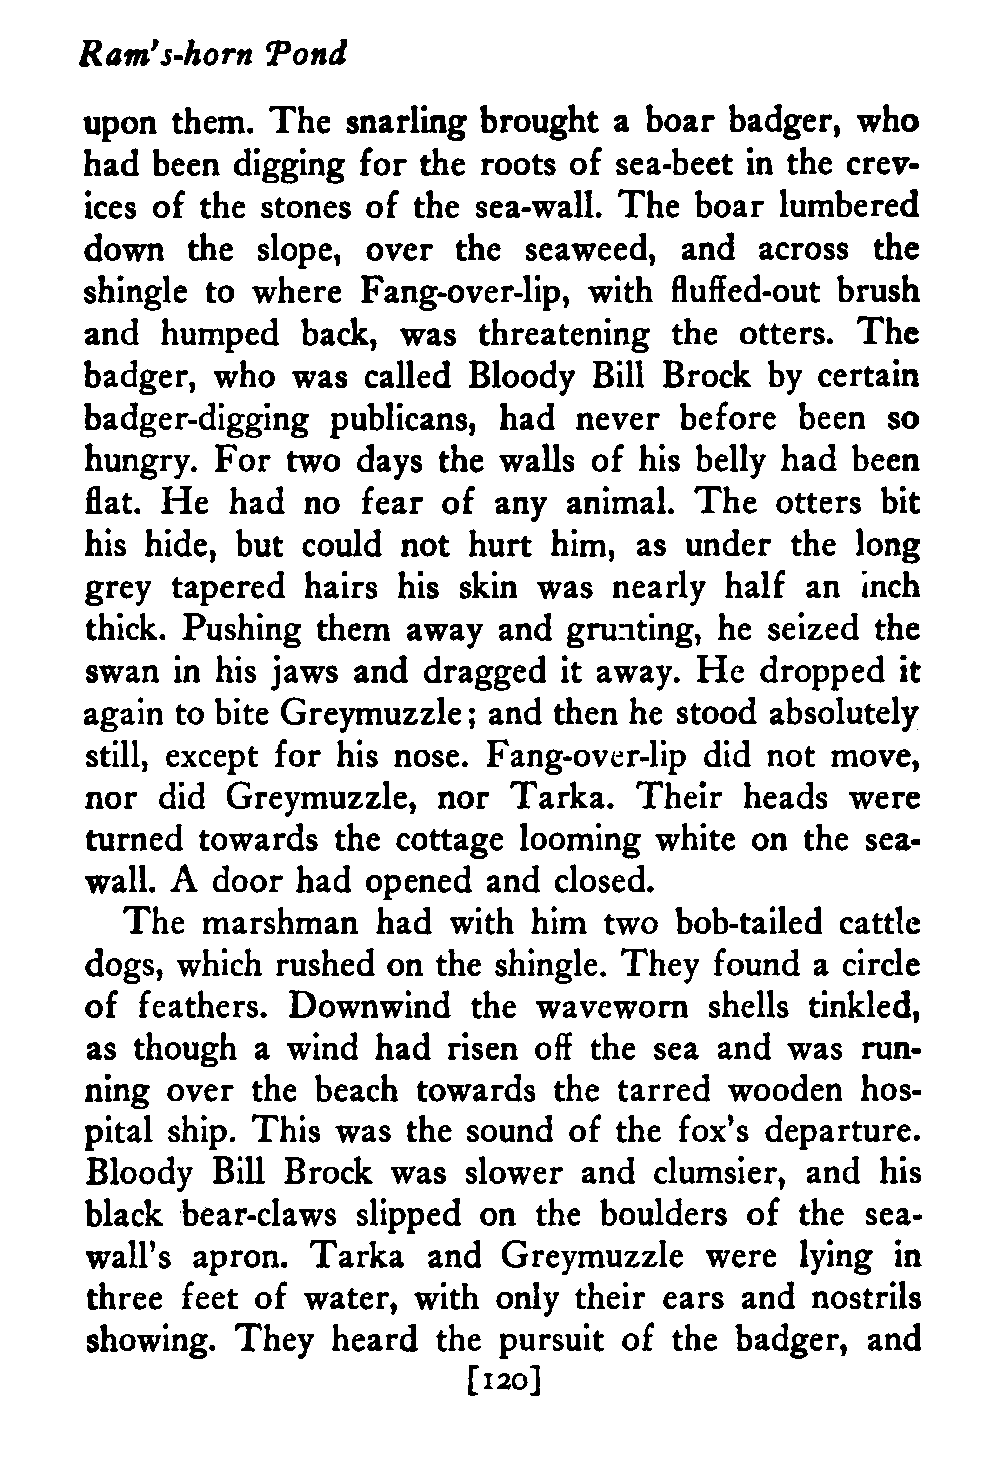 Ram's-horn Pond
upon them. The snarling brought a boar badger, who
had been digging for the roots of sea-beet in the crev-
ices of the stones of the sea-wall. The boar lumbered
down the slope, over the seaweed, and across the
shingle to where Fang-over-lip, with fluffed-out brush
and humped back, was threatening the otters. The
badger, who was called Bloody Bill Brock by certain
badger-digging publicans, had never before been so
hungry. For two days the walls of his belly had been
flat. He had no fear of any animal. The otters bit
his hide, but could not hurt him, as under the long
grey tapered hairs his skin was nearly half an inch
thick. Pushing them away and grunting, he seized the
swan in his jaws and dragged it away. He dropped it
again to bite Greymuzzle; and then he stood absolutely
still, except for his nose. Fang-over-lip did not move,
nor did Greymuzzle, nor Tarka. Their heads were
turned towards the cottage looming white on the sea-
wall. A door had opened and closed.
The marshman had with him two bob-tailed cattle
dogs, which rushed on the shingle. They found a circle
of feathers. Downwind the waveworn shells tinkled,
as though a wind had risen off the sea and was run-
ning over the beach towards the tarred wooden hos-
pital ship. This was the sound of the fox's departure.
Bloody Bill Brock was slower and clumsier, and his
black bear-claws slipped on the boulders of the sea-
wall's apron. Tarka and Greymuzzle were lying in
three feet of water, with only their ears and nostrils
showing. They heard the pursuit of the badger, and
[120]